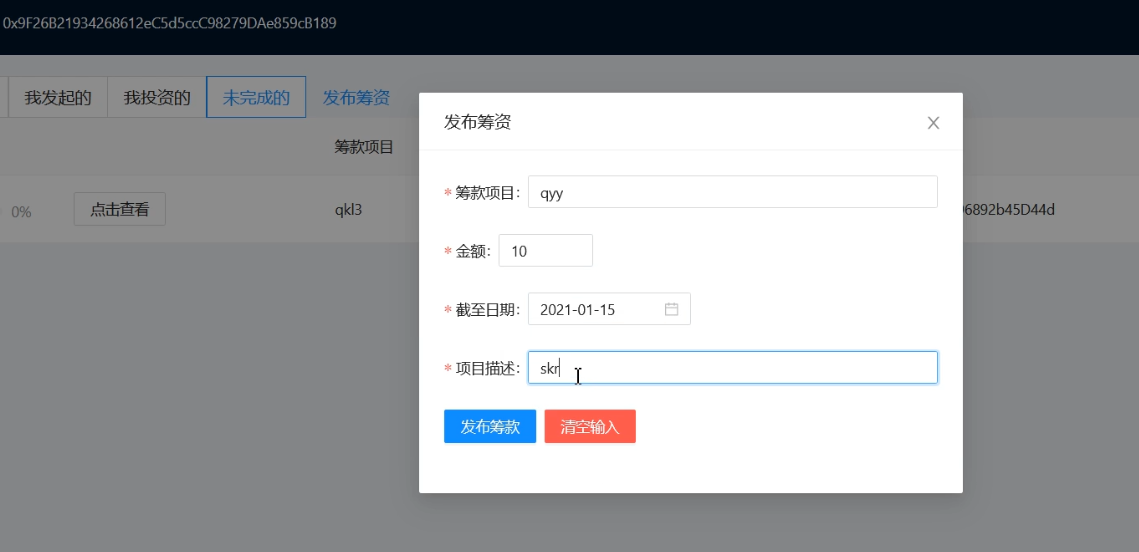 0x9F26B21934268612eC5d5ccC98279DAe859cB189
我发起的 我投资的 未完成的 发布筹资
筹款项目
0% 点击查看 qkl3 6892b45D44d
发布筹资
* 筹款项目: qyy
* 金额: 10
* 截至日期: 2021-01-15
* 项目描述: skr
发布筹款 清空输入